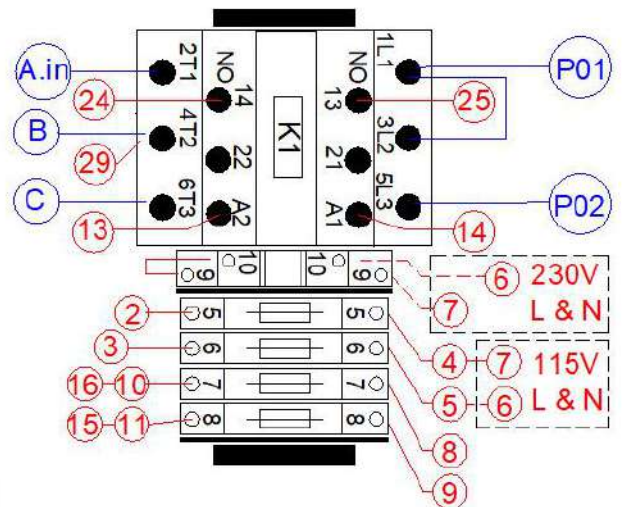 A.in 2T1 NO 14 K1 NO 13 1L1 P01
24 25
B 4T2 22 21 3L2
29
C 6T3 A2 A1 5L3 P02
13 14
9 10 10 9 6 230V
7 L & N
2 5 5
3 6 6 4 7 115V
16 10 7 7 5 6 L & N
15 11 8 8 8
9